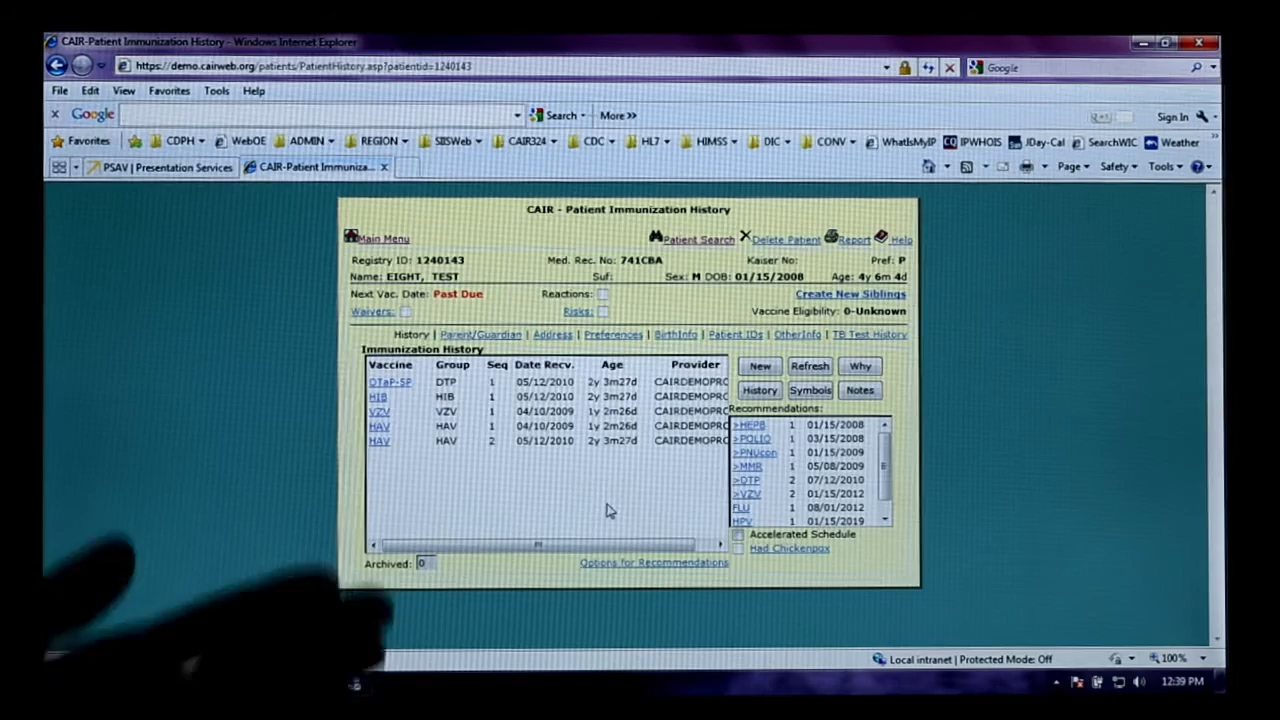 CAIR-Patient Immunization History - Windows Internet Explorer
https://demo.cairweb.org/patients/PatientHistory.asp?patientid=1240143
Google
File Edit View Favorites Tools Help
x Google Search More >> Sign In
Favorites CDPH WebOE ADMIN REGION SIISWeb CAIR324 CDC HL7 HIMSS DIC CONV WhatIsMyIP IPWHOIS JDay-Cal SearchWIC Weather
PSAV | Presentation Services CAIR-Patient Immuniza... x Page Safety Tools
CAIR - Patient Immunization History
Main Menu Patient Search Delete Patient Report Help
Registry ID: 1240143 Med. Rec. No: 741CBA Kaiser No: Pref: P
Name: EIGHT, TEST Suf: Sex: M DOB: 01/15/2008 Age: 4y 6m 4d
Next Vac. Date: Past Due Reactions: Create New Siblings
Waivers: Risks: Vaccine Eligibility: 0-Unknown
History | Parent/Guardian | Address | Preferences | BirthInfo | Patient IDs | OtherInfo | TB Test History
Immunization History
Vaccine Group Seq Date Recv. Age Provider
DTaP-5P DTP 1 05/12/2010 2y 3m27d CAIRDEMOPRC
HIB HIB 1 05/12/2010 2y 3m27d CAIRDEMOPRC
VZV VZV 1 04/10/2009 1y 2m26d CAIRDEMOPRC
HAV HAV 1 04/10/2009 1y 2m26d CAIRDEMOPRC
HAV HAV 2 05/12/2010 2y 3m27d CAIRDEMOPRC
New Refresh Why
History Symbols Notes
Recommendations:
>HEPB 1 01/15/2008
>POLIO 1 03/15/2008
>PNUcon 1 01/15/2009
>MMR 1 05/08/2009
>DTP 2 07/12/2010
>VZV 2 01/15/2012
FLU 1 08/01/2012
HPV 1 01/15/2019
Accelerated Schedule
Had Chickenpox
Archived: 0 Options for Recommendations
Local intranet | Protected Mode: Off 100%
12:39 PM